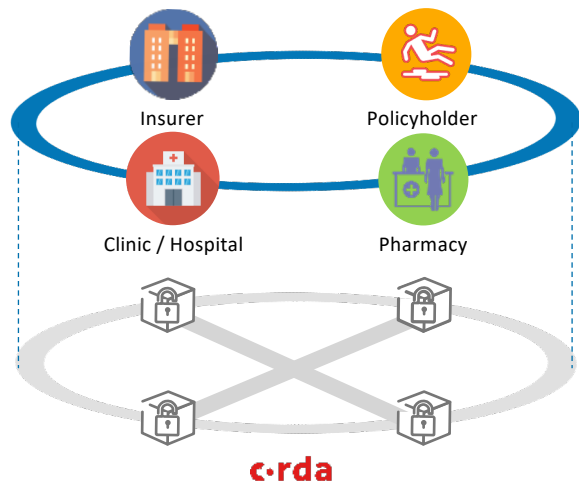 Insurer
Policyholder
Clinic / Hospital
Pharmacy
c·rda